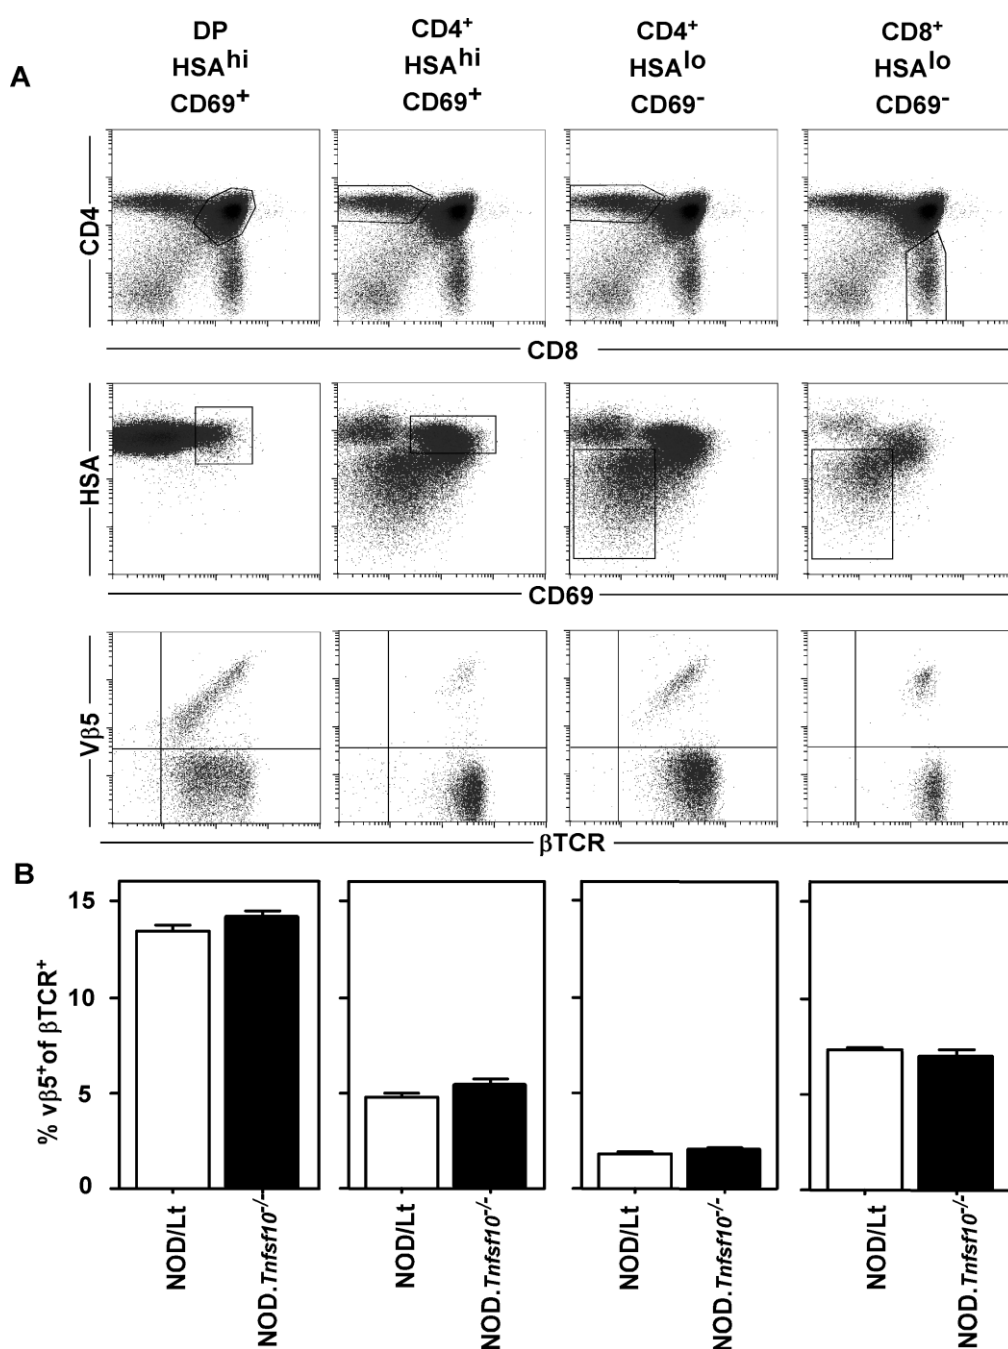 A
DP
HSAhi
CD69+
CD4+
HSAhi
CD69+
CD4+
HSAlo
CD69-
CD8+
HSAlo
CD69-
CD4
CD8
HSA
CD69
Vβ5
βTCR
B
% vβ5+of βTCR+
15
10
5
0
NOD/Lt
NOD.Tnfsf10-/-
NOD/Lt
NOD.Tnfsf10-/-
NOD/Lt
NOD.Tnfsf10-/-
NOD/Lt
NOD.Tnfsf10-/-